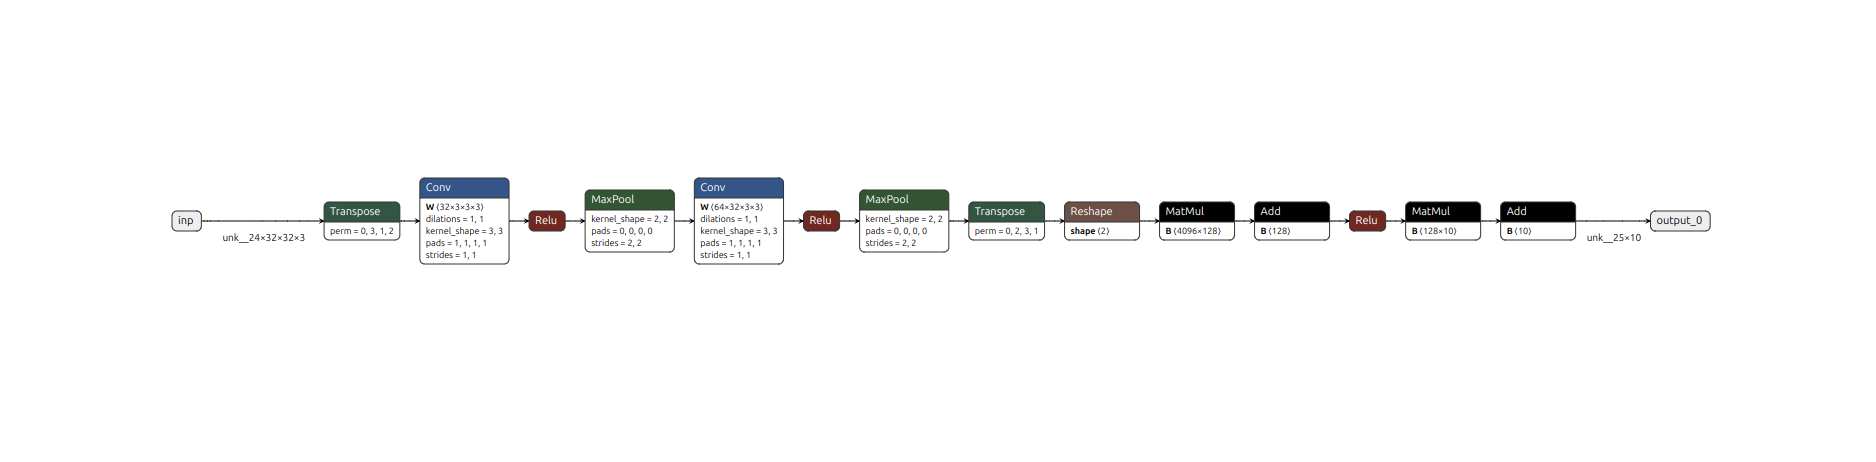 inp
unk__24×32×32×3
Transpose
perm = 0, 3, 1, 2
Conv
W ⟨32×3×3×3⟩
dilations = 1, 1
kernel_shape = 3, 3
pads = 1, 1, 1, 1
strides = 1, 1
Relu
MaxPool
kernel_shape = 2, 2
pads = 0, 0, 0, 0
strides = 2, 2
Conv
W ⟨64×32×3×3⟩
dilations = 1, 1
kernel_shape = 3, 3
pads = 1, 1, 1, 1
strides = 1, 1
Relu
MaxPool
kernel_shape = 2, 2
pads = 0, 0, 0, 0
strides = 2, 2
Transpose
perm = 0, 2, 3, 1
Reshape
shape ⟨2⟩
MatMul
B ⟨4096×128⟩
Add
B ⟨128⟩
Relu
MatMul
B ⟨128×10⟩
Add
B ⟨10⟩
unk__25×10
output_0